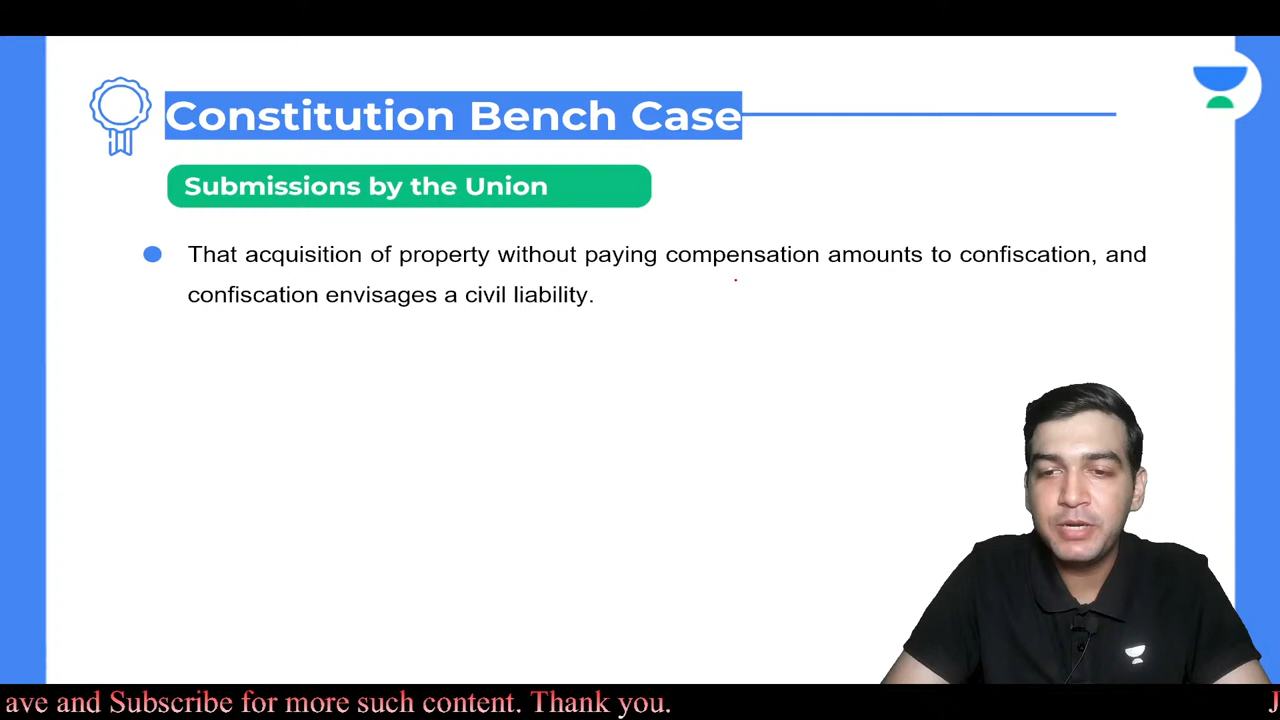 Constitution Bench Case
Submissions by the Union
That acquisition of property without paying compensation amounts to confiscation, and
confiscation envisages a civil liability.
ave and Subscribe for more such content. Thank you.
J